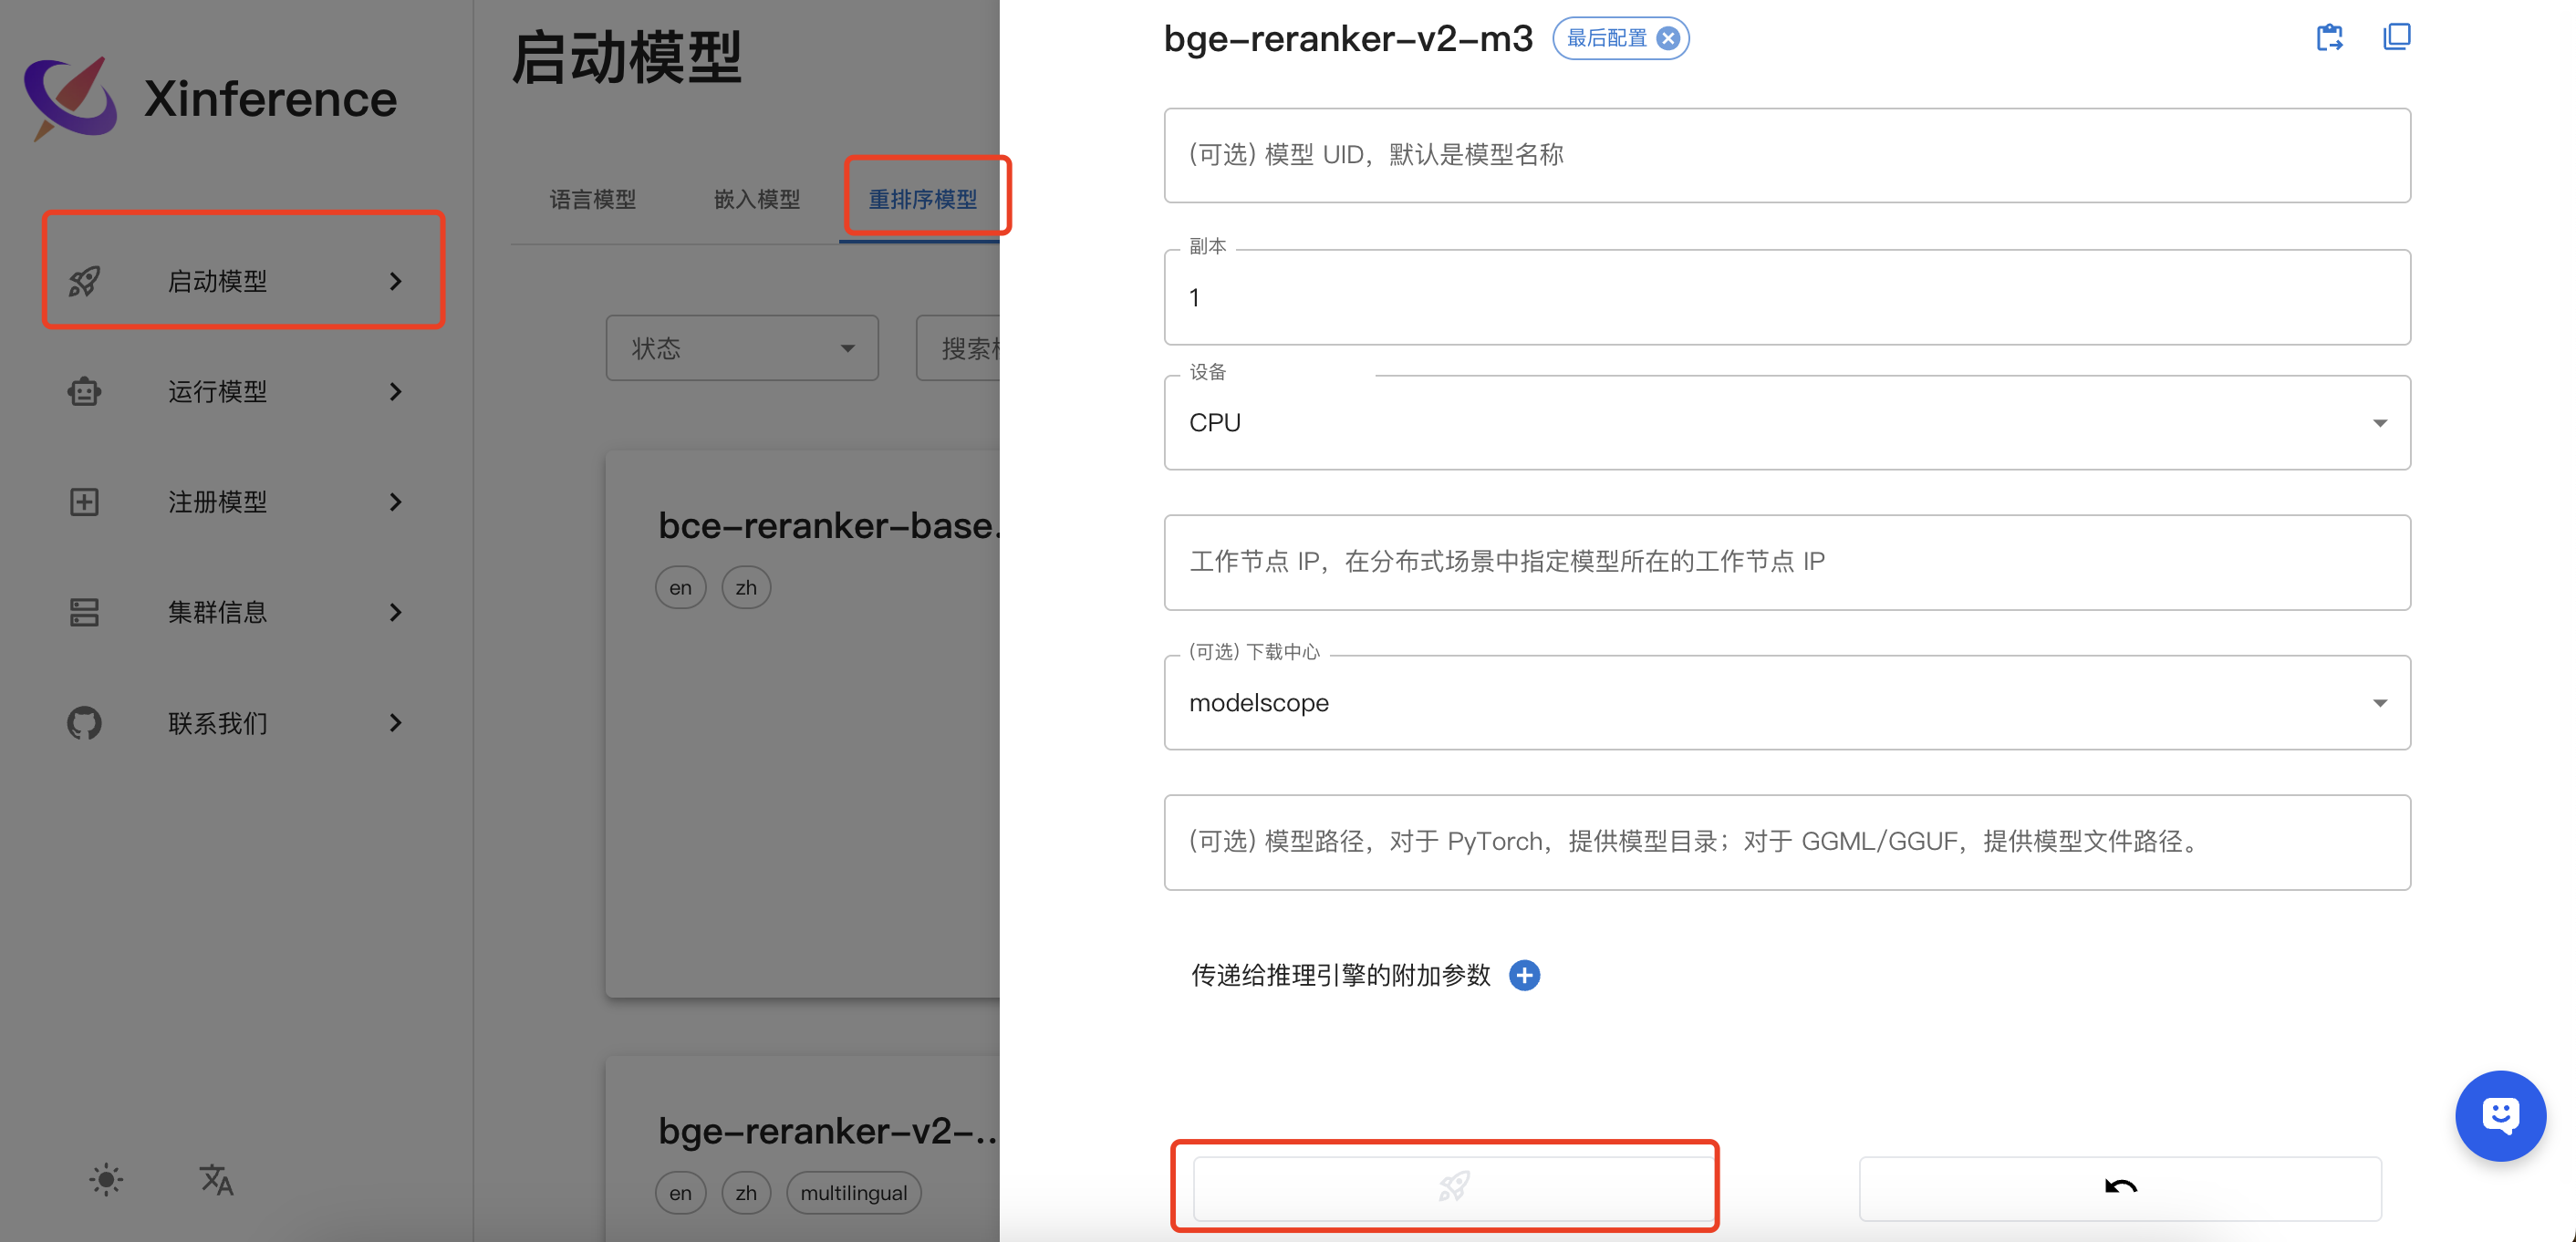 Xinference
启动模型
运行模型
注册模型
集群信息
联系我们
启动模型
语言模型
嵌入模型
重排序模型
状态
搜索
bce-reranker-base.
en
zh
bge-reranker-v2-...
en
zh
multilingual
bge-reranker-v2-m3
最后配置
(可选) 模型 UID，默认是模型名称
副本
1
设备
CPU
工作节点 IP，在分布式场景中指定模型所在的工作节点 IP
(可选) 下载中心
modelscope
(可选) 模型路径，对于 PyTorch，提供模型目录；对于 GGML/GGUF，提供模型文件路径。
传递给推理引擎的附加参数